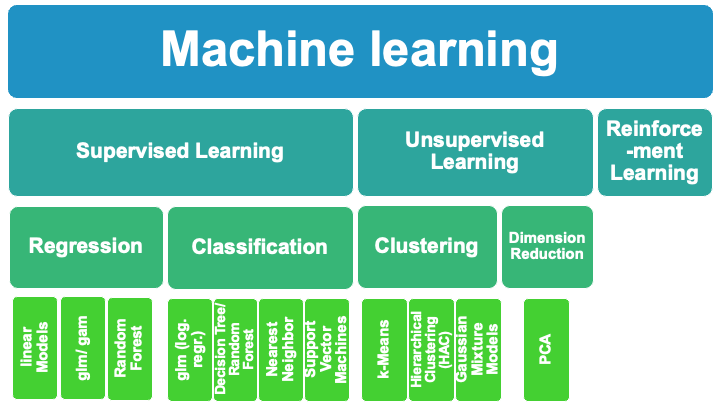 Machine learning
Supervised Learning
Unsupervised
Learning
Reinforce
-ment
Learning
Regression
Classification
Clustering
Dimension
Reduction
linear
Models
glm/ gam
Random
Forest
glm (log.
regr.)
Decision Tree/
Random
Forest
Nearest
Neighbor
Support
Vector
Machines
k-Means
Hierarchical
Clustering
(HAC)
Gaussian
Mixture
Models
PCA